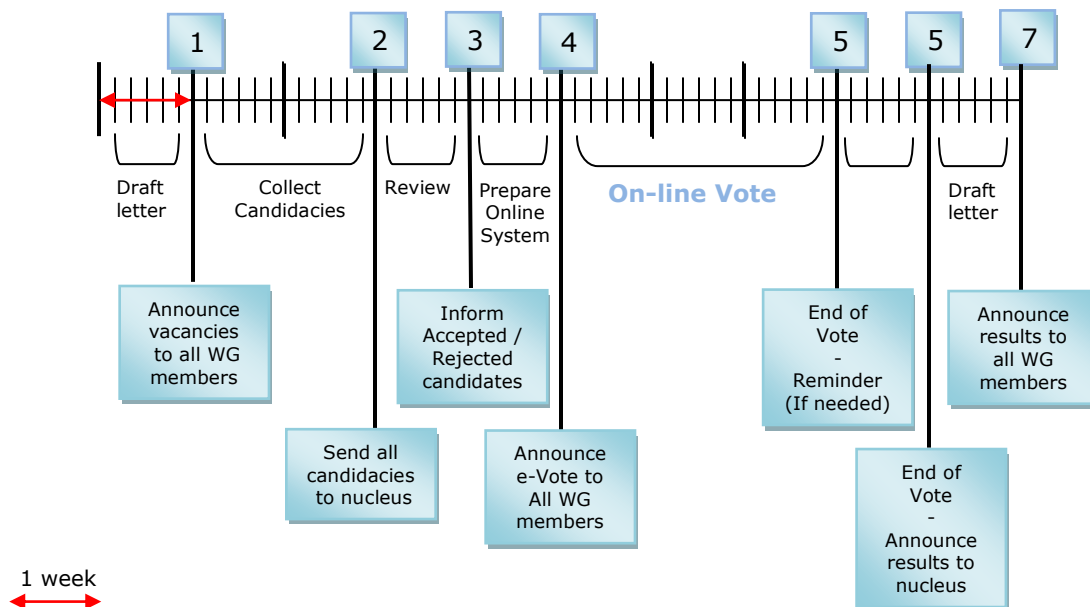 1
2
3
4
5
5
7
Draft
letter
Collect
Candidacies
Review
Prepare
Online
System
On-line Vote
Draft
letter
Announce
vacancies
to all WG
members
Inform
Accepted /
Rejected
candidates
End of
Vote
-
Reminder
(If needed)
Announce
results to
all WG
members
Send all
candidacies
to nucleus
Announce
e-Vote to
All WG
members
End of
Vote
-
Announce
results to
nucleus
1 week